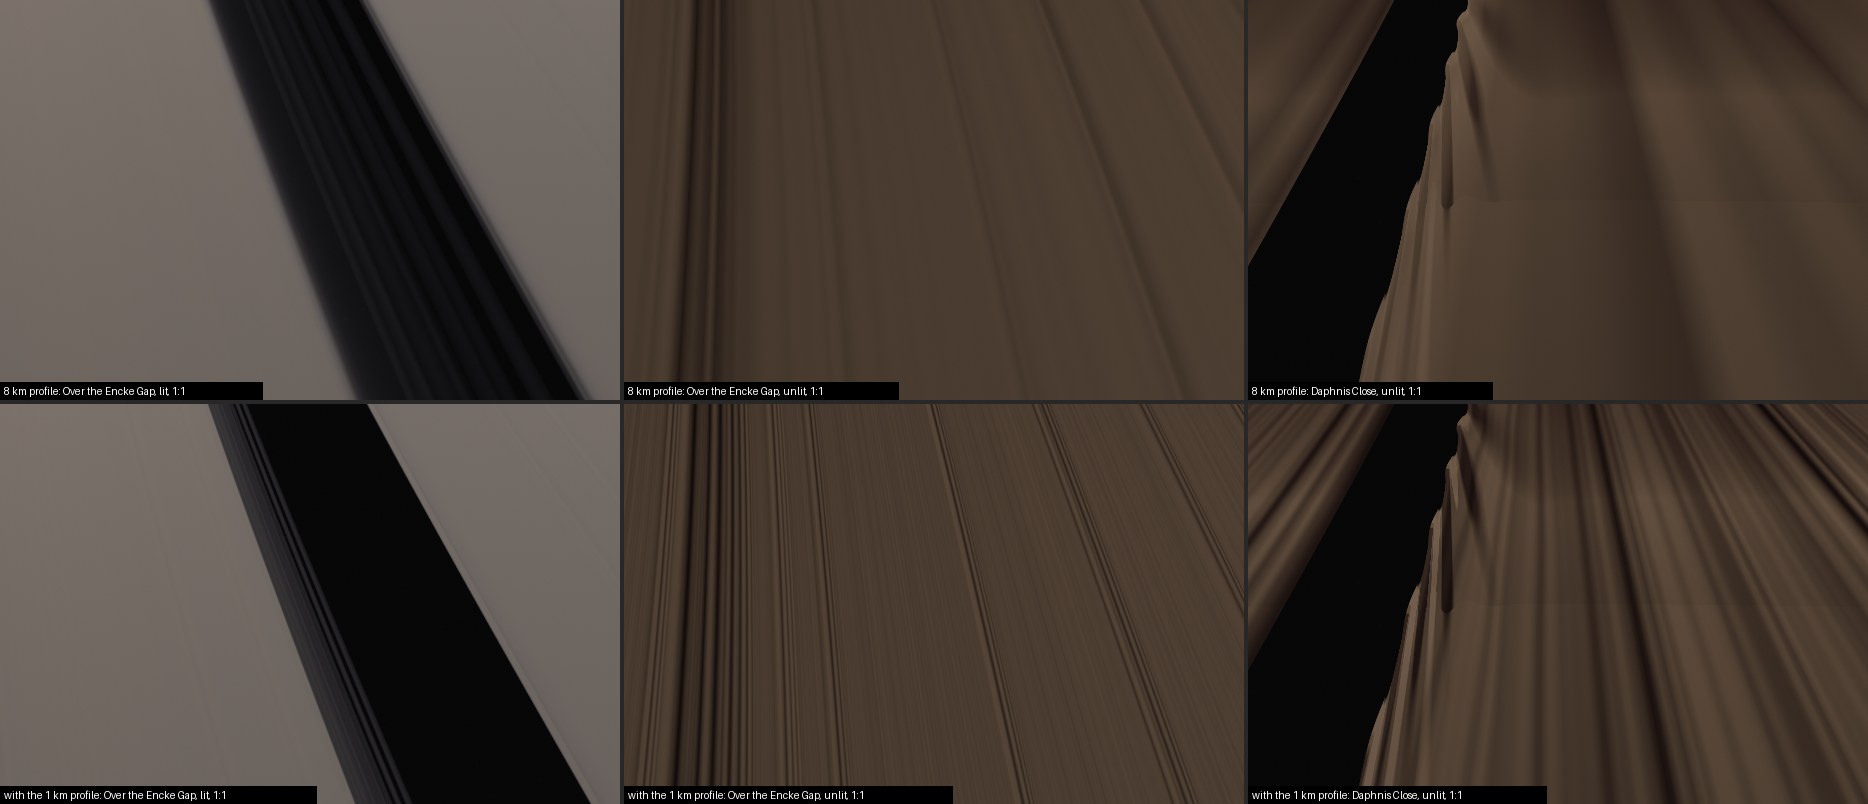 8 km profile: Over the Encke Gap, lit, 1:1
8 km profile: Over the Encke Gap, unlit, 1:1
8 km profile: Daphnis Close, unlit, 1:1
with the 1 km profile: Over the Encke Gap, lit, 1:1
with the 1 km profile: Over the Encke Gap, unlit, 1:1
with the 1 km profile: Daphnis Close, unlit, 1:1